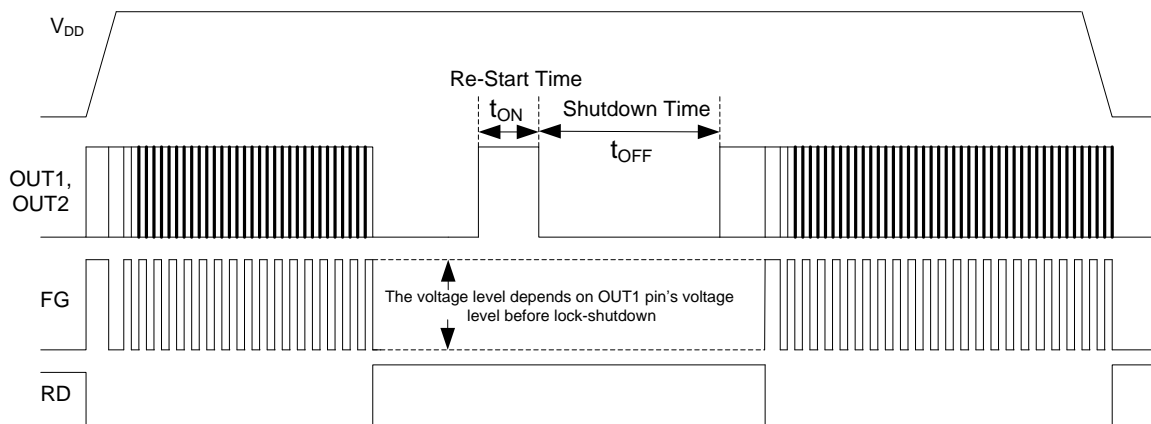 VDD
Re-Start Time
tON
Shutdown Time
tOFF
OUT1,
OUT2
FG
The voltage level depends on OUT1 pin's voltage
level before lock-shutdown
RD